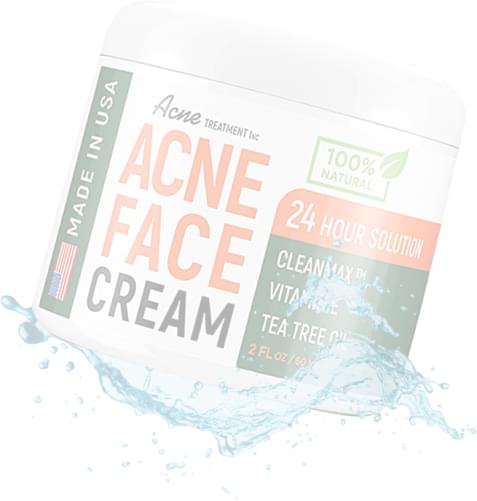 MADE IN USA
Acne TREATMENT Inc
ACNE
FACE
CREAM
100%
NATURAL
24 HOUR SOLUTION
CLEANMAX™
TEA TREE
2 FL OZ / 60